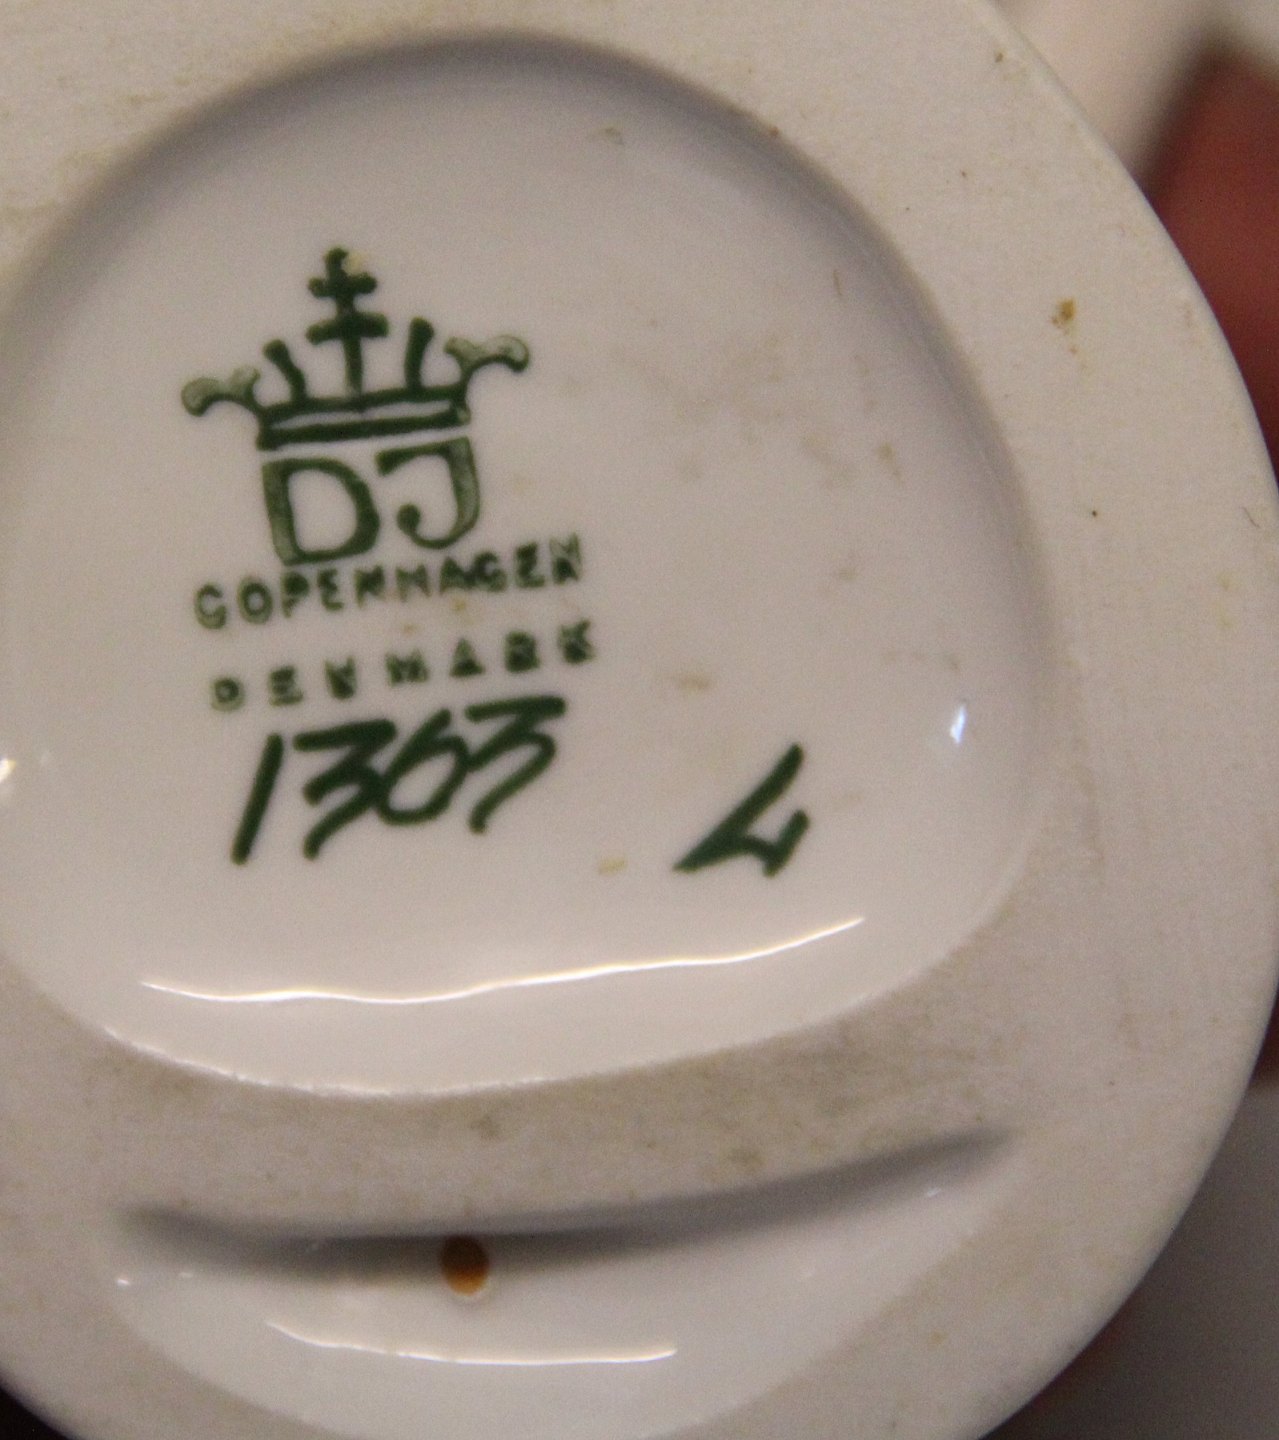 DJ
COPENHAGEN
DENMARK
1363 4